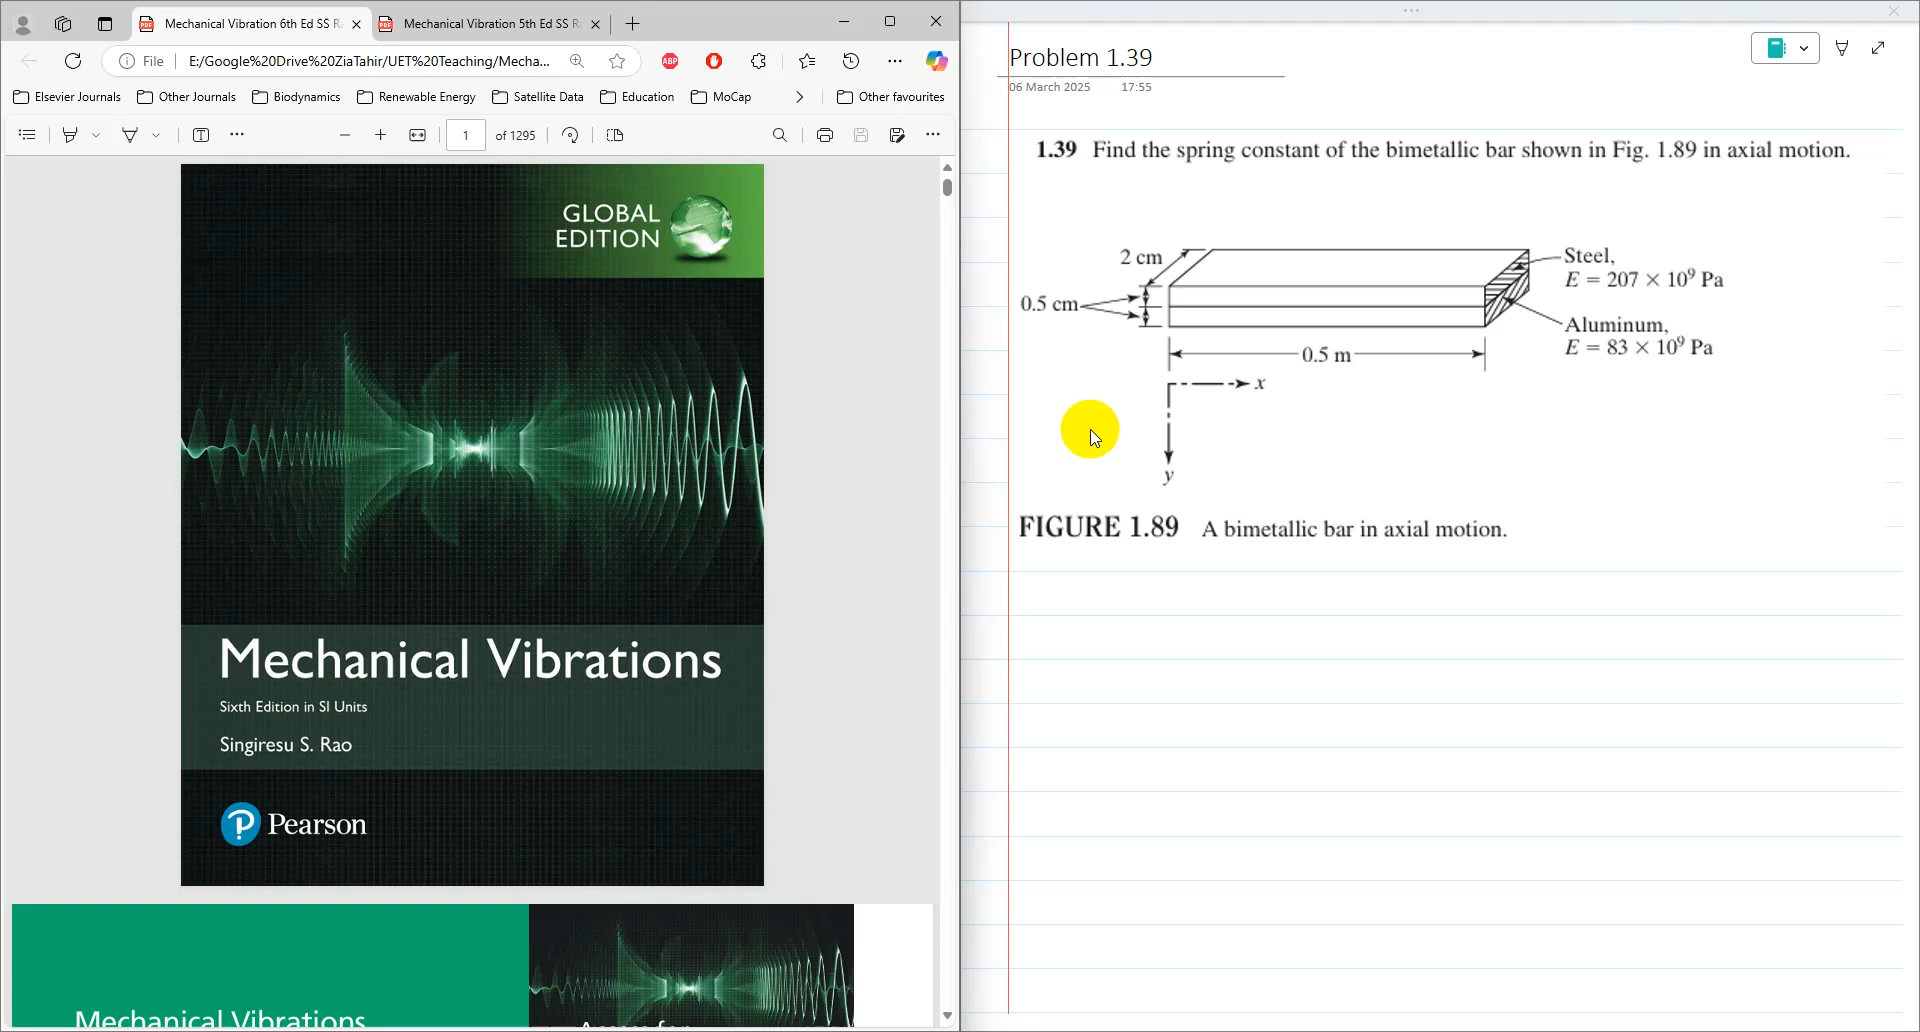 Mechanical Vibration 6th Ed SS R
Mechanical Vibration 5th Ed SS R
File
E:/Google%20Drive%20ZiaTahir/UET%20Teaching/Mecha...
ABP
Elsevier Journals
Other Journals
Biodynamics
Renewable Energy
Satellite Data
Education
MoCap
Other favourites
1
of 1295
GLOBAL
EDITION
Mechanical Vibrations
Sixth Edition in SI Units
Singiresu S. Rao
Pearson
Mechanical Vibrations
Problem 1.39
06 March 2025 17:55
1.39 Find the spring constant of the bimetallic bar shown in Fig. 1.89 in axial motion.
2 cm
0.5 cm
Steel,
E = 207 × 10⁹ Pa
Aluminum,
E = 83 × 10⁹ Pa
0.5 m
x
y
FIGURE 1.89 A bimetallic bar in axial motion.